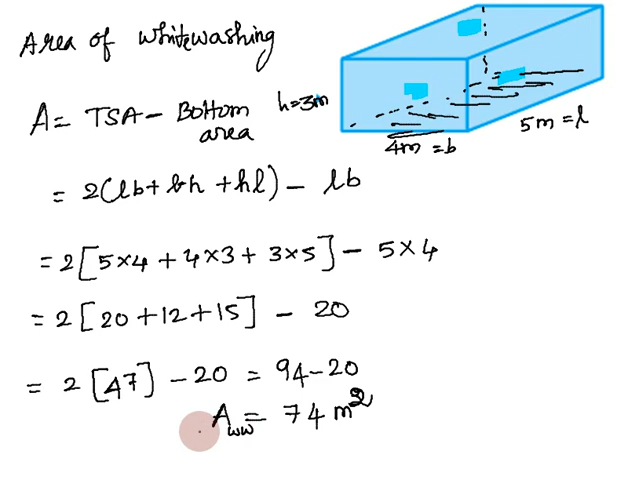 Area of whitewashing
A = TSA - Bottom area
h=3m
4m = b
5m = l
= 2(lb + bh + hl) - lb
= 2[5×4 + 4×3 + 3×5] - 5×4
= 2[20+12+15] - 20
= 2[47] - 20 = 94-20
Aww = 74 m²